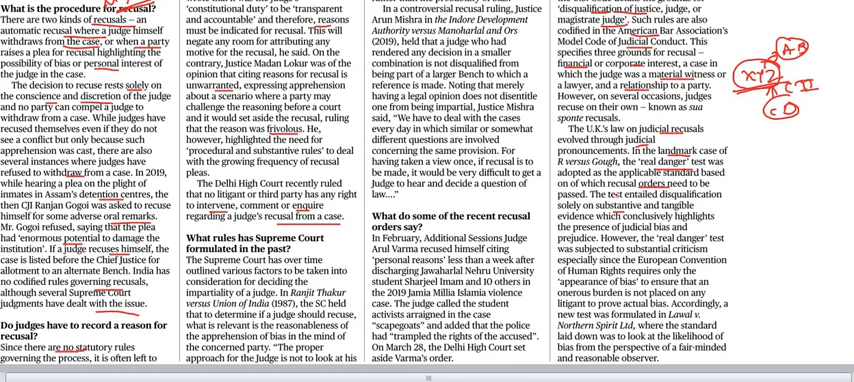 What is the procedure for recusal?
There are two kinds of recusals — an
automatic recusal where a judge himself
withdraws from the case, or when a party
raises a plea for recusal highlighting the
possibility of bias or personal interest of
the judge in the case.
The decision to recuse rests solely on
the conscience and discretion of the judge
and no party can compel a judge to
withdraw from a case. While judges have
recused themselves even if they do not
see a conflict but only because such
apprehension was cast, there are also
several instances where judges have
refused to withdraw from a case. In 2019,
while hearing a plea on the plight of
inmates in Assam's detention centres, the
then CJI Ranjan Gogoi was asked to recuse
himself for some adverse oral remarks.
Mr. Gogoi refused, saying that the plea
had 'enormous potential to damage the
institution'. If a judge recuses himself, the
case is listed before the Chief Justice for
allotment to an alternate Bench. India has
no codified rules governing recusals,
although several Supreme Court
judgments have dealt with the issue.
Do judges have to record a reason for
recusal?
Since there are no statutory rules
governing the process, it is often left to
'constitutional duty' to be 'transparent
and accountable' and therefore, reasons
must be indicated for recusal. This will
negate any room for attributing any
motive for the recusal, he said. On the
contrary, Justice Madan Lokur was of the
opinion that citing reasons for recusal is
unwarranted, expressing apprehension
about a scenario where a party may
challenge the reasoning before a court
and it would set aside the recusal, ruling
that the reason was frivolous. He,
however, highlighted the need for
'procedural and substantive rules' to deal
with the growing frequency of recusal
pleas.
The Delhi High Court recently ruled
that no litigant or third party has any right
to intervene, comment or enquire
regarding a judge's recusal from a case.
What rules has Supreme Court
formulated in the past?
The Supreme Court has over time
outlined various factors to be taken into
consideration for deciding the
impartiality of a judge. In Ranjit Thakur
versus Union of India (1987), the SC held
that to determine if a judge should recuse,
what is relevant is the reasonableness of
the apprehension of bias in the mind of
the concerned party. "The proper
approach for the Judge is not to look at his
In a controversial recusal ruling, Justice
Arun Mishra in the Indore Development
Authority versus Manoharlal and Ors
(2019), held that a judge who had
rendered any decision in a smaller
combination is not disqualified from
being part of a larger Bench to which a
reference is made. Noting that merely
having a legal opinion does not disentitle
one from being impartial, Justice Mishra
said, "We have to deal with the cases
every day in which similar or somewhat
different questions are involved
concerning the same provision. For
having taken a view once, if recusal is to
be made, it would be very difficult to get a
Judge to hear and decide a question of
law...."
What do some of the recent recusal
orders say?
In February, Additional Sessions Judge
Arul Varma recused himself citing
'personal reasons' less than a week after
discharging Jawaharlal Nehru University
student Sharjeel Imam and 10 others in
the 2019 Jamia Millia Islamia violence
case. The judge called the student
activists arraigned in the case
"scapegoats" and added that the police
had "trampled the rights of the accused".
On March 28, the Delhi High Court set
aside Varma's order.
'disqualification of justice, judge, or
magistrate judge'. Such rules are also
codified in the American Bar Association's
Model Code of Judicial Conduct. This
specifies three grounds for recusal —
financial or corporate interest, a case in
which the judge was a material witness or
a lawyer, and a relationship to a party.
However, on several occasions, judges
recuse on their own — known as sua
sponte recusals.
The U.K.'s law on judicial recusals
evolved through judicial
pronouncements. In the landmark case of
R versus Gough, the 'real danger' test was
adopted as the applicable standard based
on of which recusal orders need to be
passed. The test entailed disqualification
solely on substantive and tangible
evidence which conclusively highlights
the presence of judicial bias and
prejudice. However, the 'real danger' test
was subjected to substantial criticism
especially since the European Convention
of Human Rights requires only the
'appearance of bias' to ensure that an
onerous burden is not placed on any
litigant to prove actual bias. Accordingly, a
new test was formulated in Lawal v.
Northern Spirit Ltd, where the standard
laid down was to look at the likelihood of
bias from the perspective of a fair-minded
and reasonable observer.